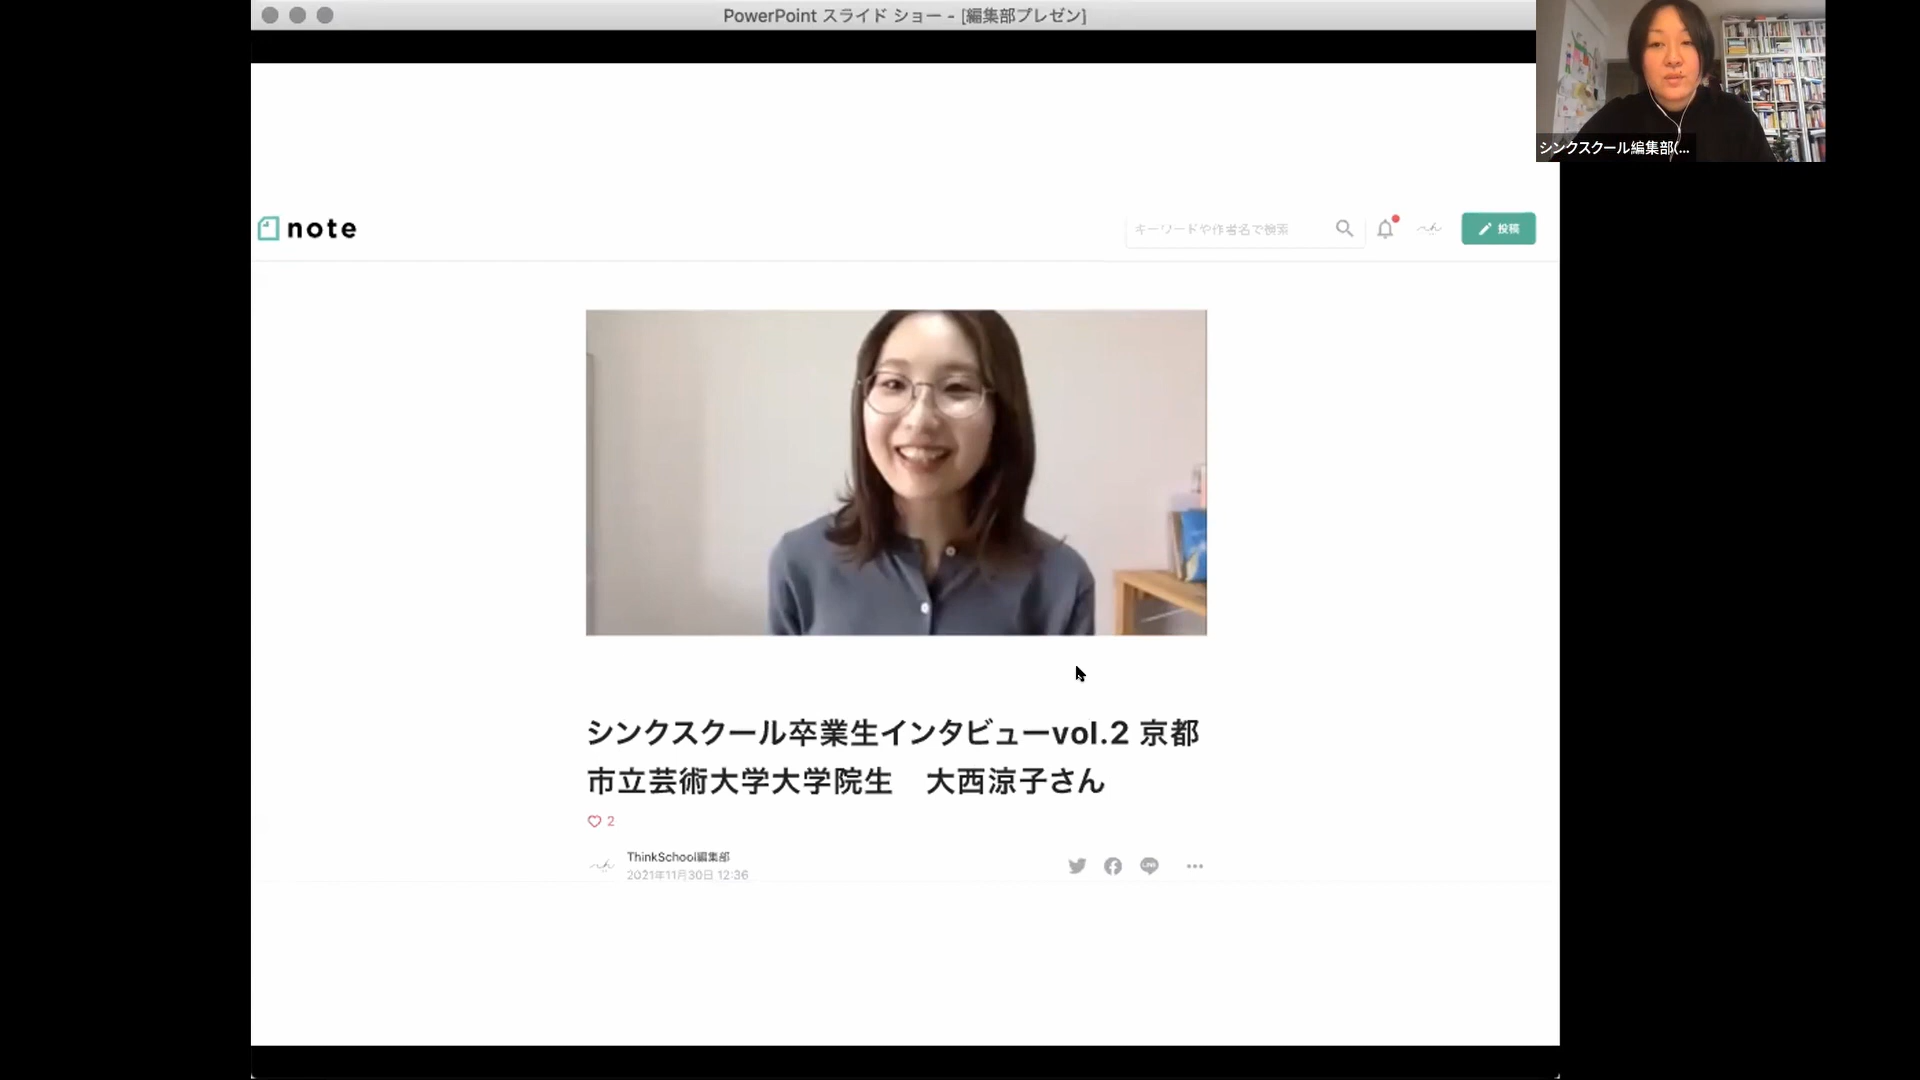 PowerPoint スライド ショー - [編集部プレゼン]
シンクスクール編集部(...
note
キーワードや作者名で検索
投稿
シンクスクール卒業生インタビューvol.2 京都
市立芸術大学大学院生　大西涼子さん
2
ThinkSchool編集部
2021年11月30日 12:36
LINE